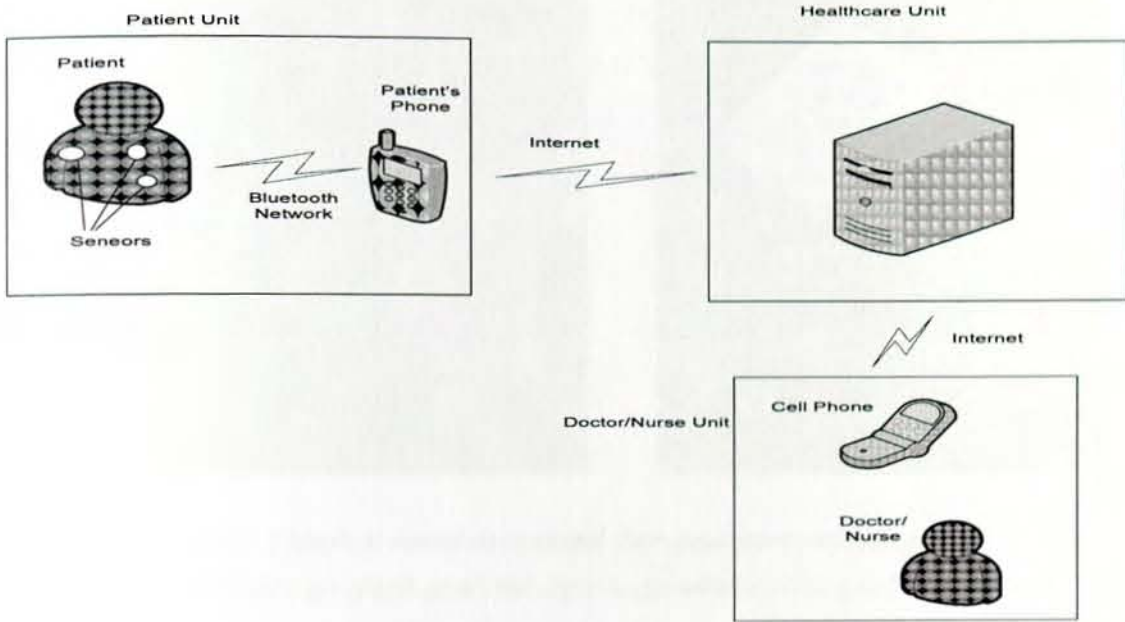 Patient Unit
Healthcare Unit
Patient
Patient's
Phone
Internet
Bluetooth
Network
Seneors
Internet
Cell Phone
Doctor/Nurse Unit
Doctor/
Nurse